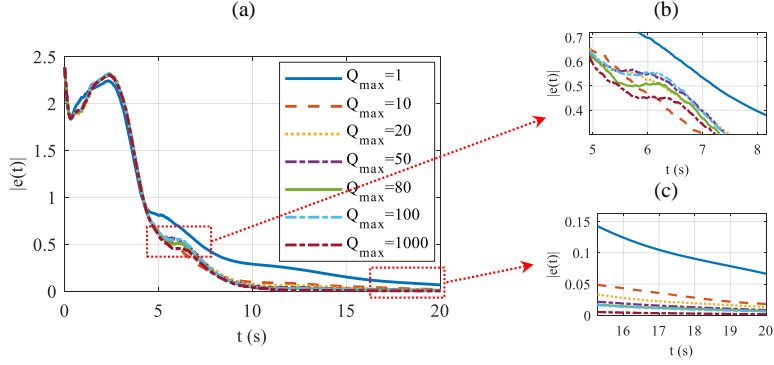 (a)
2.5
2
1.5
1
0.5
0
0
5
10
15
20
|e(t)|
t (s)
Q_max=1
Q_max=10
Q_max=20
Q_max=50
Q_max=80
Q_max=100
Q_max=1000
(b)
0.7
0.6
0.5
0.4
5
6
7
8
|e(t)|
t (s)
(c)
0.15
0.1
0.05
0
16
17
18
19
20
|e(t)|
t (s)